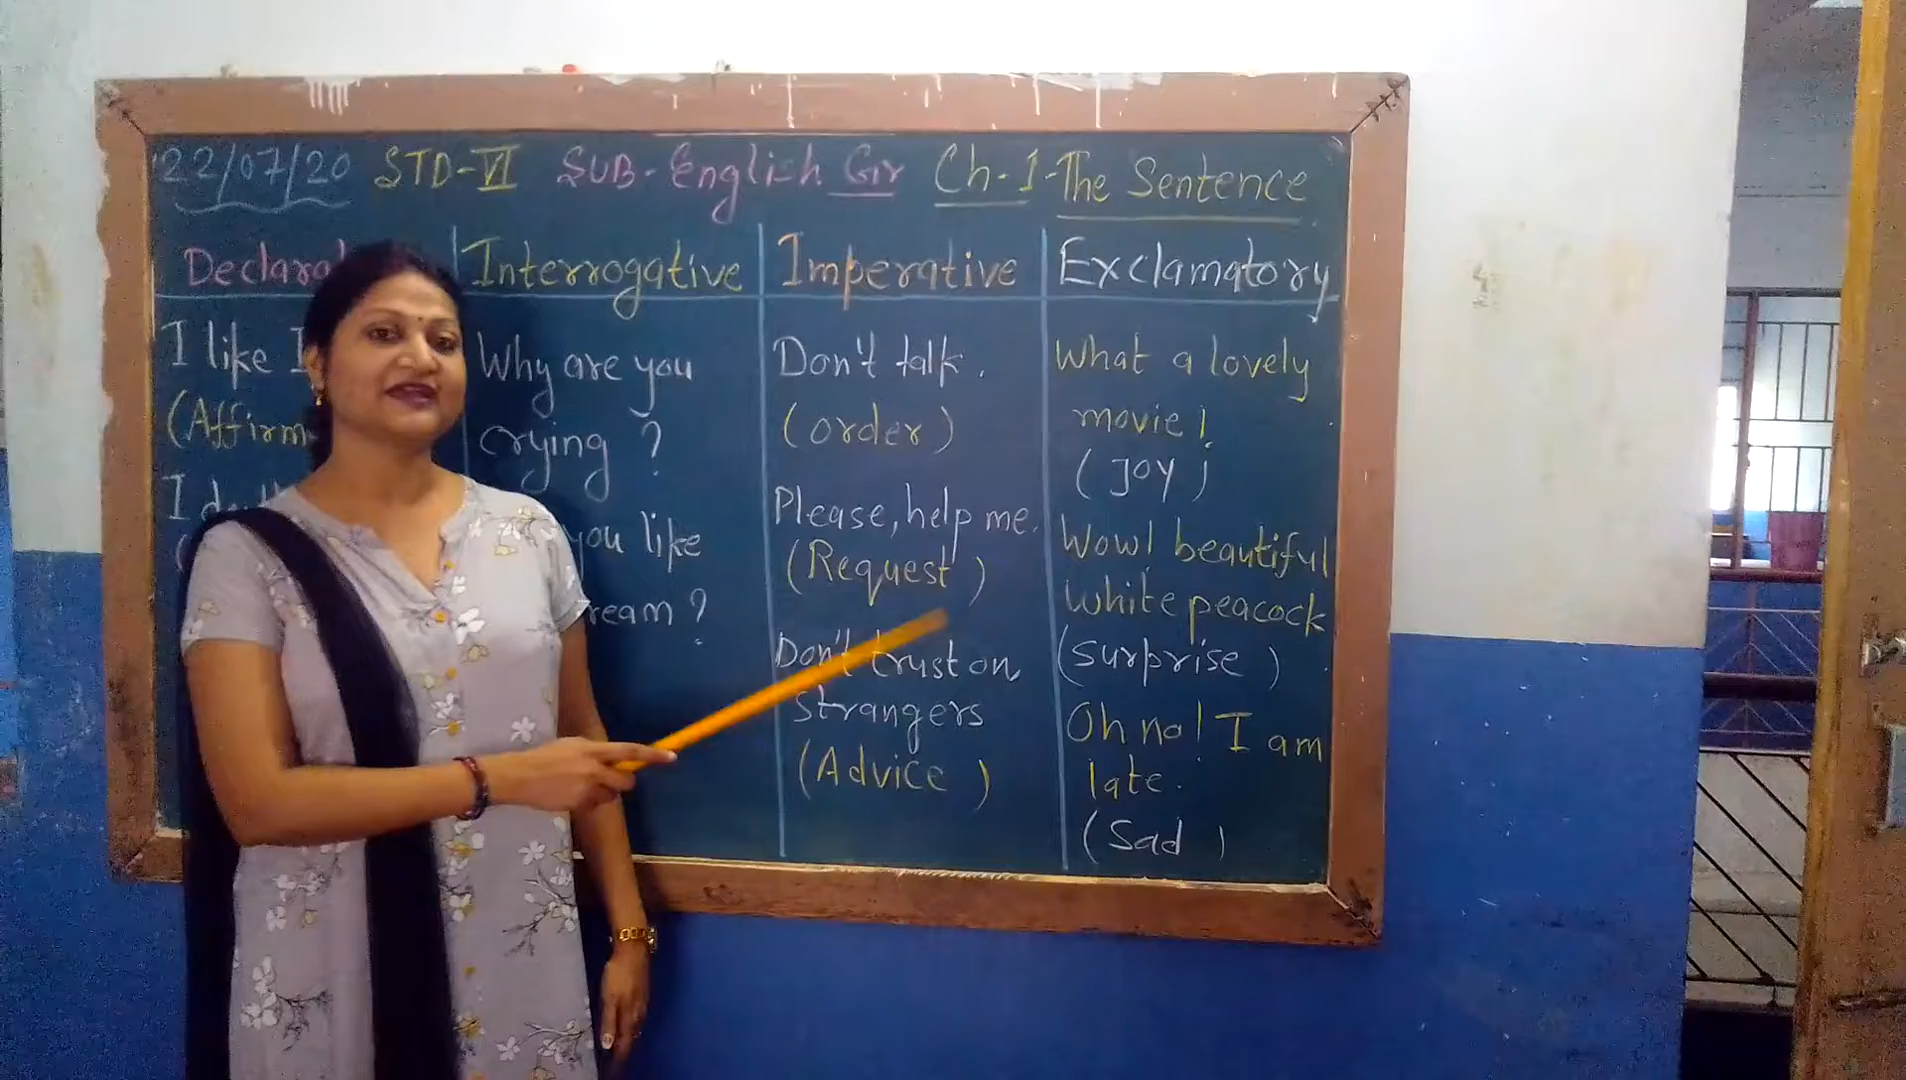 22/07/20 STD-VI SUB-English Gr Ch-1-The Sentence
Interrogative
Imperative
Exclamatory
I like
Why are you
crying ?
you like
?
Don't talk.
(order)
Please, help me.
(Request)
Don't trust on
strangers
(Advice)
What a lovely
movie!
(Joy)
Wow! beautiful
white peacock
(surprise)
Oh no! I am
late.
(Sad)